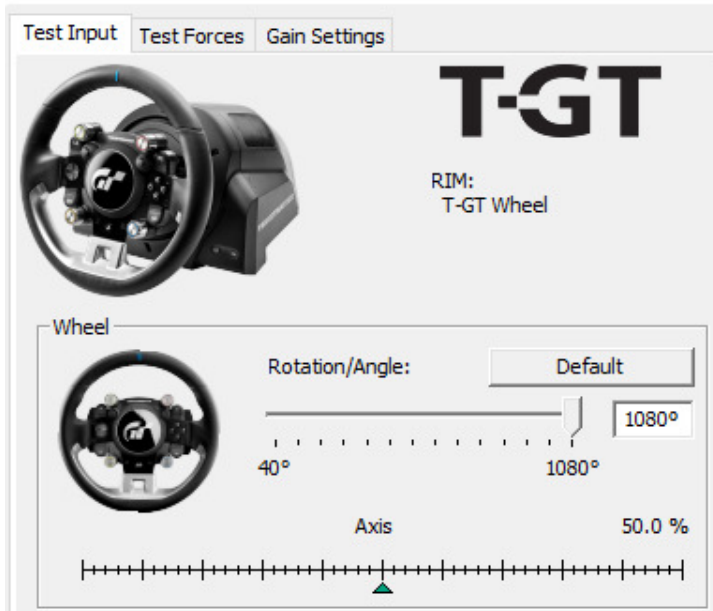 Test Input Test Forces Gain Settings
T-GT
RIM:
T-GT Wheel
Wheel
Rotation/Angle: Default
1080°
40° 1080°
Axis 50.0 %